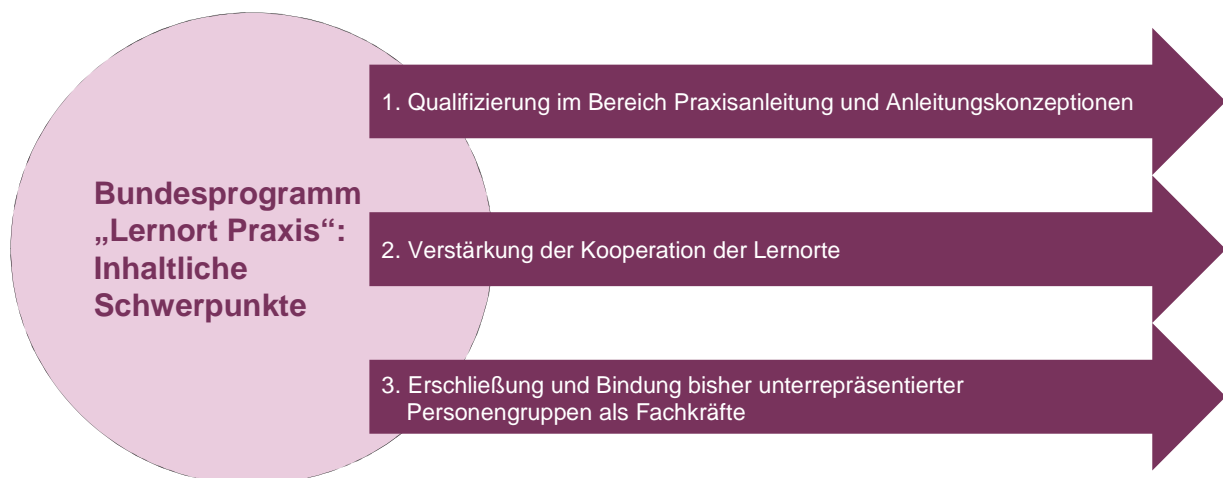 Bundesprogramm
„Lernort Praxis“:
Inhaltliche
Schwerpunkte
1. Qualifizierung im Bereich Praxisanleitung und Anleitungskonzeptionen
2. Verstärkung der Kooperation der Lernorte
3. Erschließung und Bindung bisher unterrepräsentierter
Personengruppen als Fachkräfte